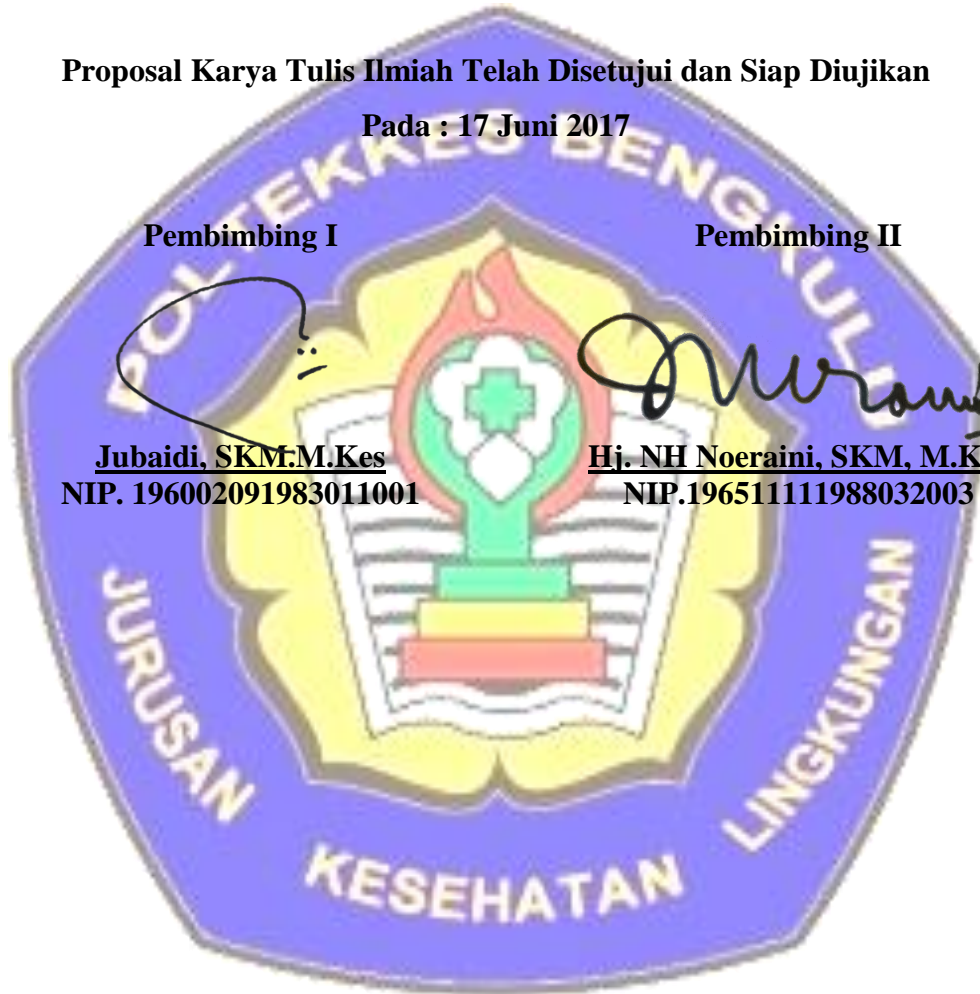 Proposal Karya Tulis Ilmiah Telah Disetujui dan Siap Diujikan
Pada : 17 Juni 2017
POLTEKKES BENGKULU
Pembimbing I Pembimbing II
Jubaidi, SKM.M.Kes Hj. NH Noeraini, SKM, M.K
NIP. 196002091983011001 NIP.196511111988032003
JURUSAN KESEHATAN LINGKUNGAN